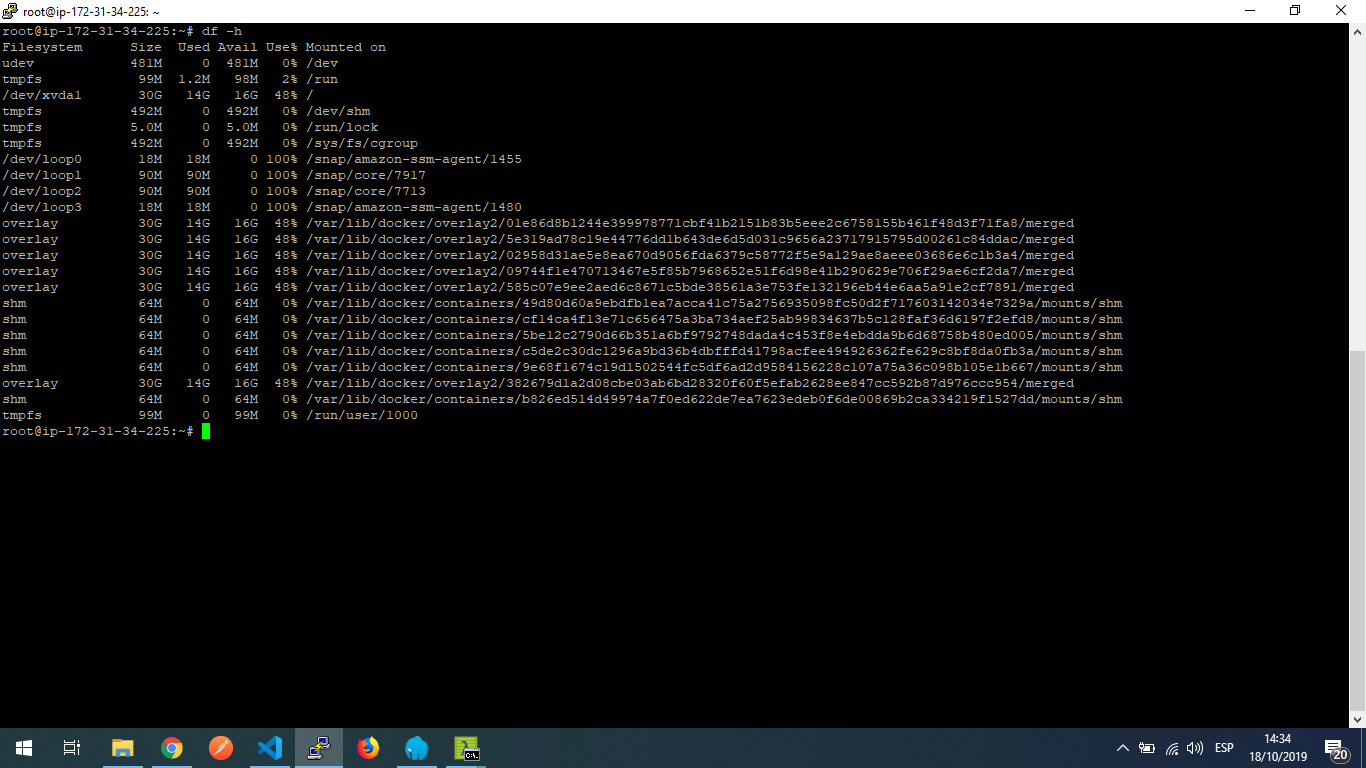 root@ip-172-31-34-225: ~
root@ip-172-31-34-225:~# df -h
Filesystem      Size  Used Avail Use% Mounted on
udev            481M     0  481M   0% /dev
tmpfs            99M  1.2M   98M   2% /run
/dev/xvda1       30G   14G   16G  48% /
tmpfs           492M     0  492M   0% /dev/shm
tmpfs           5.0M     0  5.0M   0% /run/lock
tmpfs           492M     0  492M   0% /sys/fs/cgroup
/dev/loop0       18M   18M     0 100% /snap/amazon-ssm-agent/1455
/dev/loop1       90M   90M     0 100% /snap/core/7917
/dev/loop2       90M   90M     0 100% /snap/core/7713
/dev/loop3       18M   18M     0 100% /snap/amazon-ssm-agent/1480
overlay          30G   14G   16G  48% /var/lib/docker/overlay2/01e86d8b1244e399978771cbf41b2151b83b5eee2c6758155b461f48d3f71fa8/merged
overlay          30G   14G   16G  48% /var/lib/docker/overlay2/5e319ad78c19e44776dd1b643de6d5d031c9656a23717915795d00261c84ddac/merged
overlay          30G   14G   16G  48% /var/lib/docker/overlay2/02958d31ae5e8ea670d9056fda6379c58772f5e9a129ae8aeee03686e6c1b3a4/merged
overlay          30G   14G   16G  48% /var/lib/docker/overlay2/09744f1e470713467e5f85b7968652e51f6d98e41b290629e706f29ae6cf2da7/merged
overlay          30G   14G   16G  48% /var/lib/docker/overlay2/585c07e9ee2aed6c8671c5bde38561a3e753fe132196eb44e6aa5a91e2cf7891/merged
shm              64M     0   64M   0% /var/lib/docker/containers/49d80d60a9ebdfb1ea7acca41c75a2756935098fc50d2f717603142034e7329a/mounts/shm
shm              64M     0   64M   0% /var/lib/docker/containers/cf14ca4f13e71c656475a3ba734aef25ab99834637b5c128faf36d6197f2efd8/mounts/shm
shm              64M     0   64M   0% /var/lib/docker/containers/5be12c2790d66b351a6bf9792748dada4c453f8e4ebdda9b6d68758b480ed005/mounts/shm
shm              64M     0   64M   0% /var/lib/docker/containers/c5de2c30dc1296a9bd36b4dbfffd41798acfee494926362fe629c8bf8da0fb3a/mounts/shm
shm              64M     0   64M   0% /var/lib/docker/containers/9e68f1674c19d1502544fc5df6ad2d9584156228c107a75a36c098b105e1b667/mounts/shm
overlay          30G   14G   16G  48% /var/lib/docker/overlay2/382679d1a2d08cbe03ab6bd28320f60f5efab2628ee847cc592b87d976ccc954/merged
shm              64M     0   64M   0% /var/lib/docker/containers/b826ed514d49974a7f0ed622de7ea7623edeb0f6de00869b2ca334219f1527dd/mounts/shm
tmpfs            99M     0   99M   0% /run/user/1000
root@ip-172-31-34-225:~#
C:\
ESP
14:34
18/10/2019
20